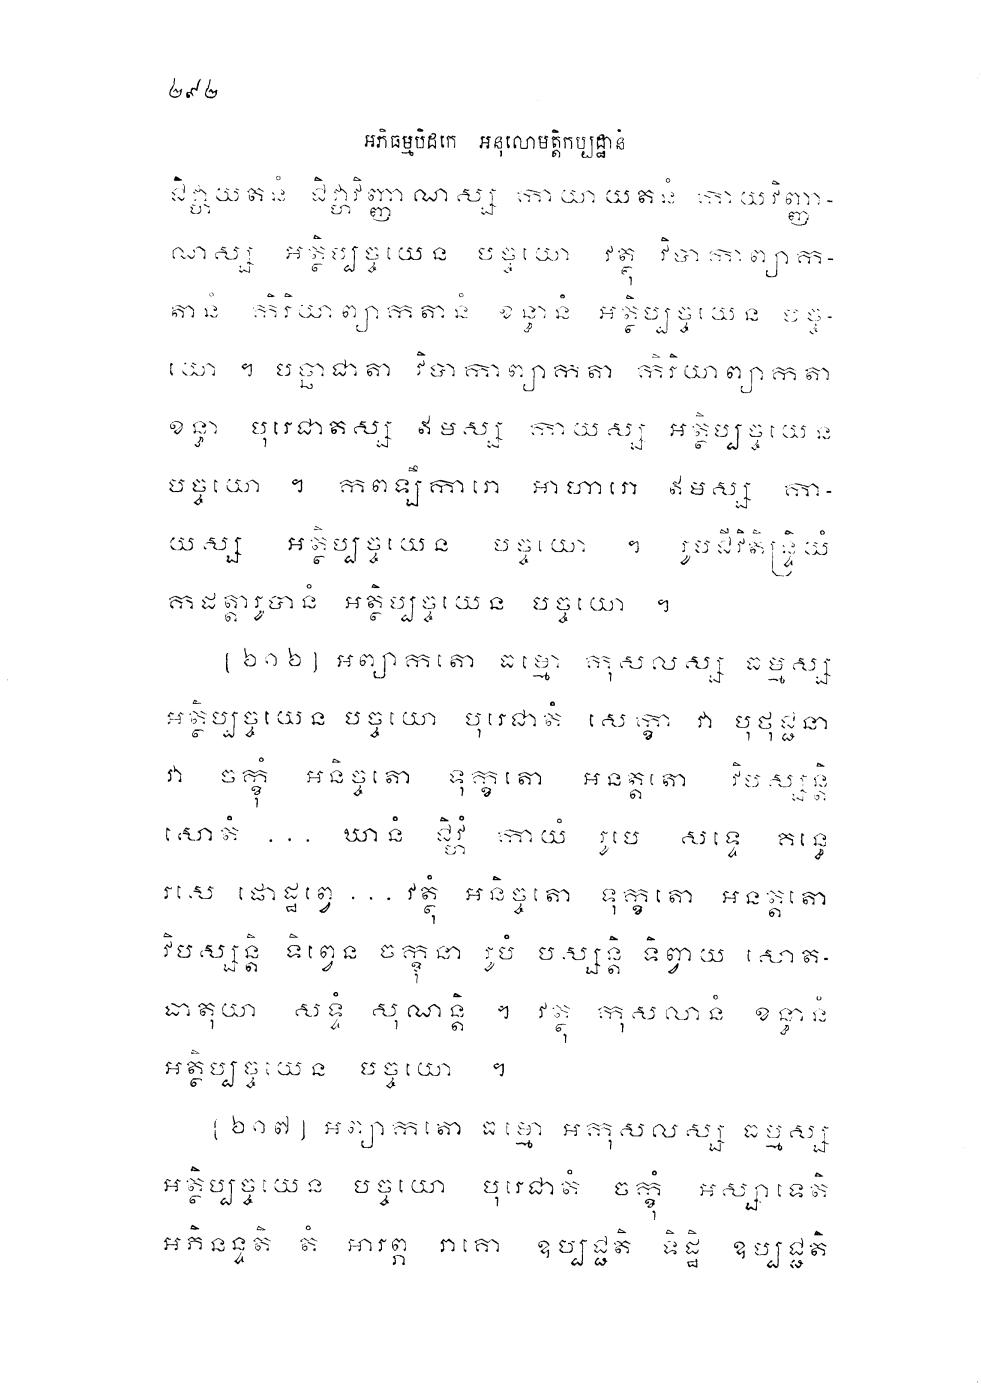 ២៩២
អភិធម្មបិដកេ អនុលោមត្តិកប្បដ្ឋានំ
ជិវ្ហាយតនំ ជិវ្ហាវិញ្ញាណស្ស កាយាយតនំ កាយវិញ្ញា-
ណស្ស អត្ថិប្បច្ចយេន បច្ចយោ វត្ថុ វិបាកាព្យាក-
តានំ កិរិយាព្យាកតានំ ខន្ធានំ អត្ថិប្បច្ចយេន បច្ច-
យោ ។ បច្ឆាជាតា វិបាកាព្យាកតា កិរិយាព្យាកតា
ខន្ធា បុរេជាតស្ស ឥមស្ស កាយស្ស អត្ថិប្បច្ចយេន
បច្ចយោ ។ កពឡឹការោ អាហារោ ឥមស្ស កា-
យស្ស អត្ថិប្បច្ចយេន បច្ចយោ ។ រូបជីវិតិន្ទ្រិយំ
កដត្តារូបានំ អត្ថិប្បច្ចយេន បច្ចយោ ។
(៦១៦) អព្យាកតោ ធម្មោ កុសលស្ស ធម្មស្ស
អត្ថិប្បច្ចយេន បច្ចយោ បុរេជាតំ សេក្ខា វា បុថុជ្ជនា
វា ចក្ខុំ អនិច្ចតោ ទុក្ខតោ អនត្តតោ វិបស្សន្តិ
សោតំ ... ឃានំ ជិវ្ហំ កាយំ រូបេ សទ្ទេ គន្ធេ
រសេ ផោដ្ឋព្វេ ... វត្ថុំ អនិច្ចតោ ទុក្ខតោ អនត្តតោ
វិបស្សន្តិ ទិព្វេន ចក្ខុនា រូបំ បស្សន្តិ ទិព្វាយ សោត-
ធាតុយា សទ្ទំ សុណន្តិ ។ វត្ថុ កុសលានំ ខន្ធានំ
អត្ថិប្បច្ចយេន បច្ចយោ ។
(៦១៧) អព្យាកតោ ធម្មោ អកុសលស្ស ធម្មស្ស
អត្ថិប្បច្ចយេន បច្ចយោ បុរេជាតំ ចក្ខុំ អស្សាទេតិ
អភិនន្ទតិ តំ អារព្ភ រាគោ ឧប្បជ្ជតិ ទិដ្ឋិ ឧប្បជ្ជតិ